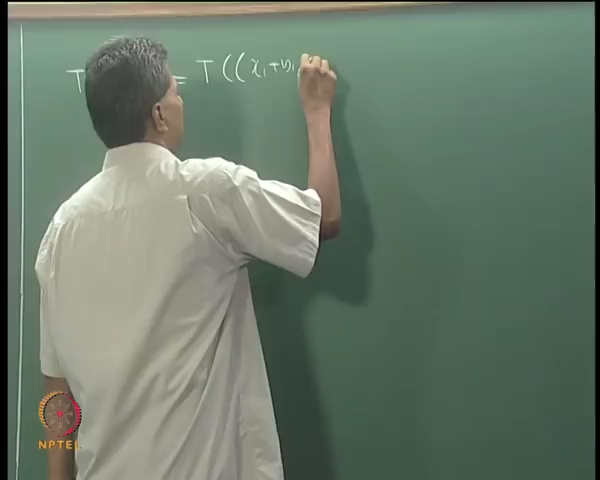 T = T ( ( x₁ + y₁,
NPTEL